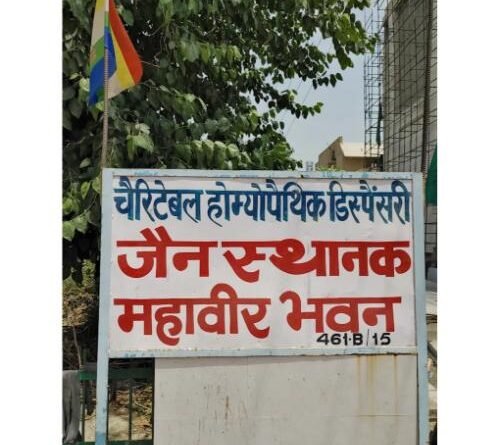 चैरिटेबल होम्योपैथिक डिस्पैंसरी
जैन स्थानक
महावीर भवन
461-B/15